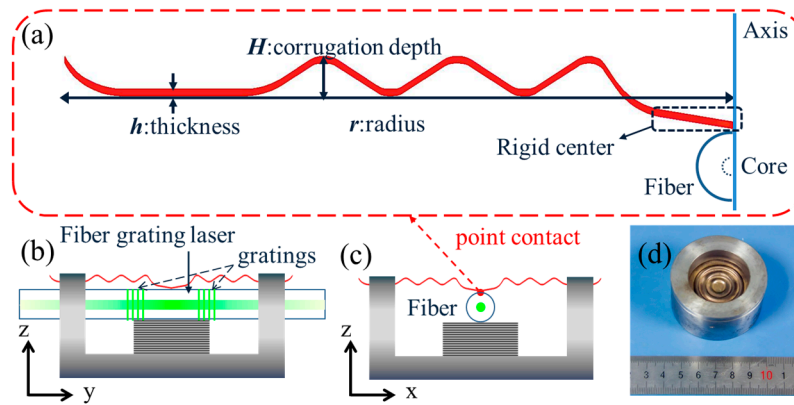 (a)
H:corrugation depth
Axis
h:thickness
r:radius
Rigid center
Fiber
Core
(b)
Fiber grating laser
gratings
z
y
point contact
(c)
Fiber
z
x
(d)
3 4 5 6 7 8 9 10 1